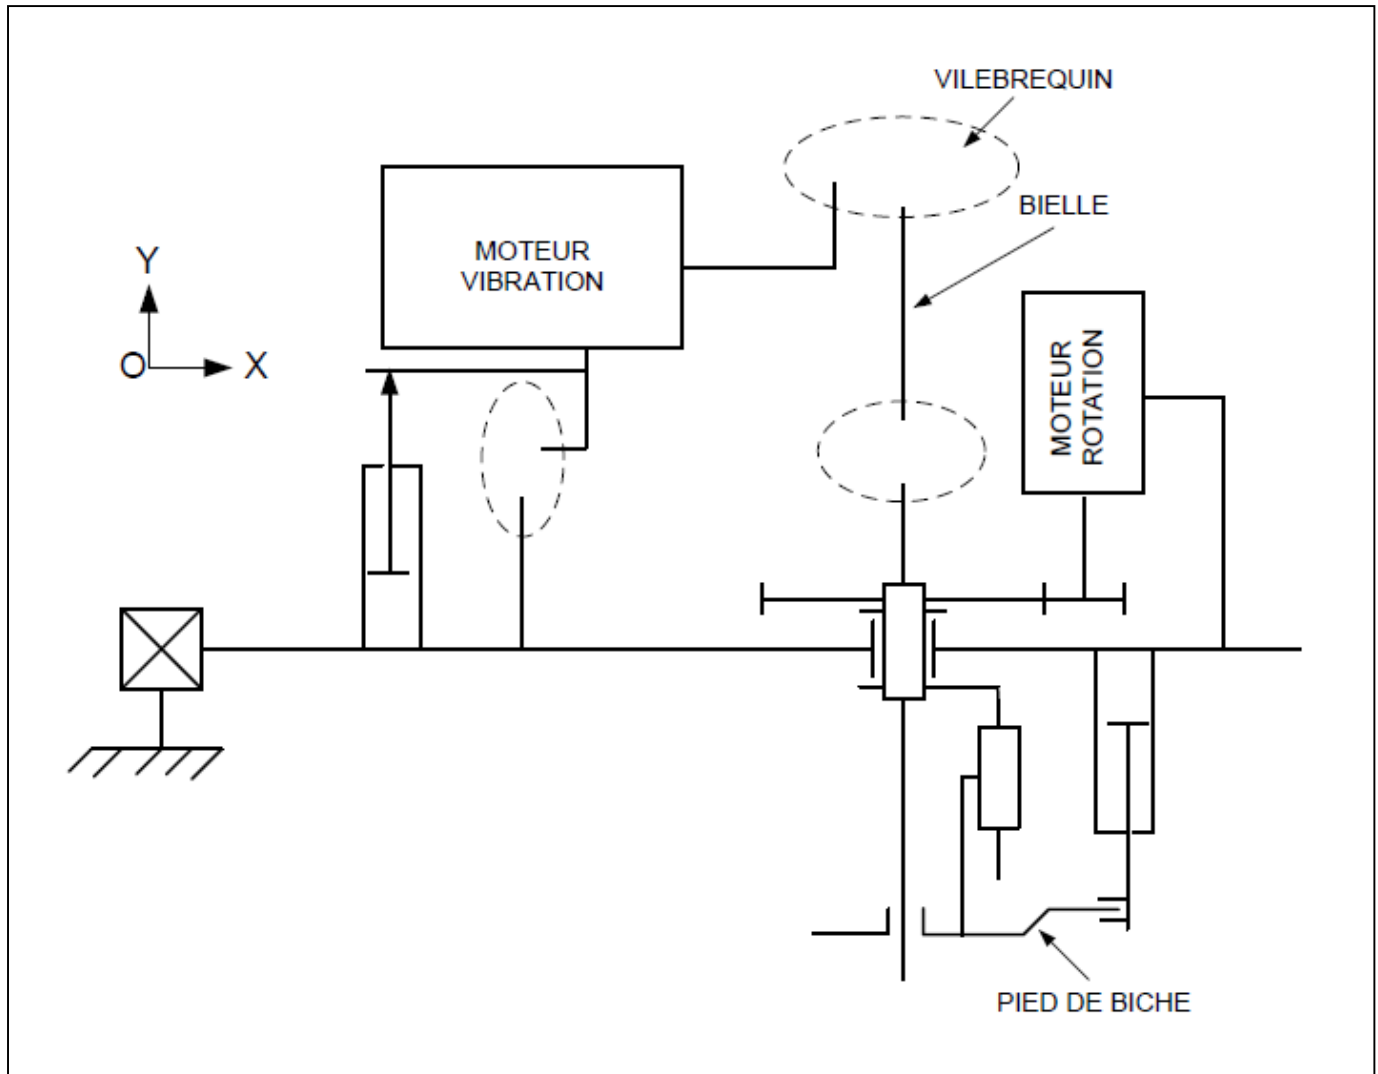 VILEBREQUIN
BIELLE
MOTEUR
VIBRATION
Y
O
X
MOTEUR
ROTATION
PIED DE BICHE